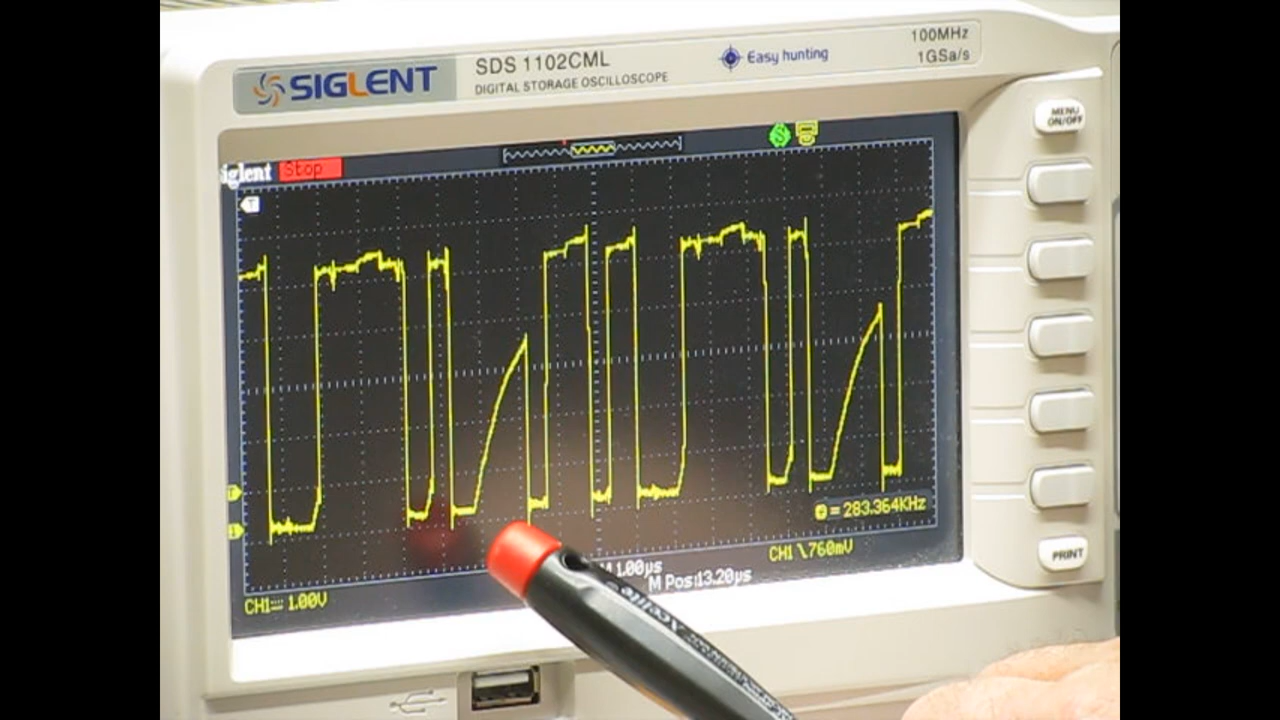 SIGLENT
SDS 1102CML
DIGITAL STORAGE OSCILLOSCOPE
Easy hunting
100MHz
1GSa/s
MENU
ON/OFF
iglent Stop
T
= 283.364KHz
CH1 760mV
1.00µs
M Pos:13.20µs
CH1 1.00V
PRINT